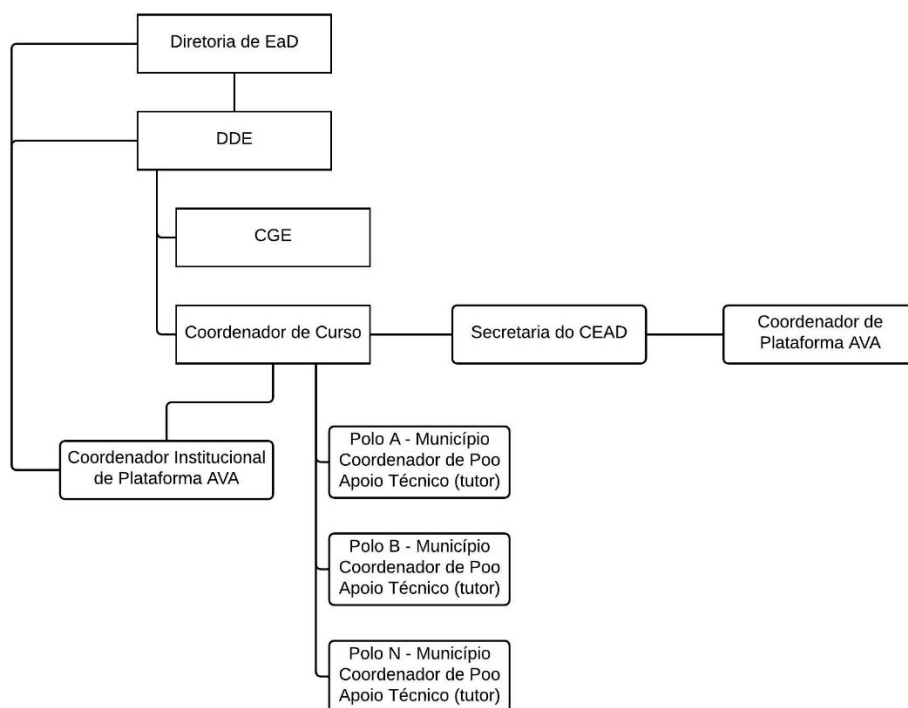 Diretoria de EaD
DDE
CGE
Coordenador de Curso
Secretaria do CEAD
Coordenador de
Plataforma AVA
Coordenador Institucional
de Plataforma AVA
Polo A - Município
Coordenador de Poo
Apoio Técnico (tutor)
Polo B - Município
Coordenador de Poo
Apoio Técnico (tutor)
Polo N - Município
Coordenador de Poo
Apoio Técnico (tutor)